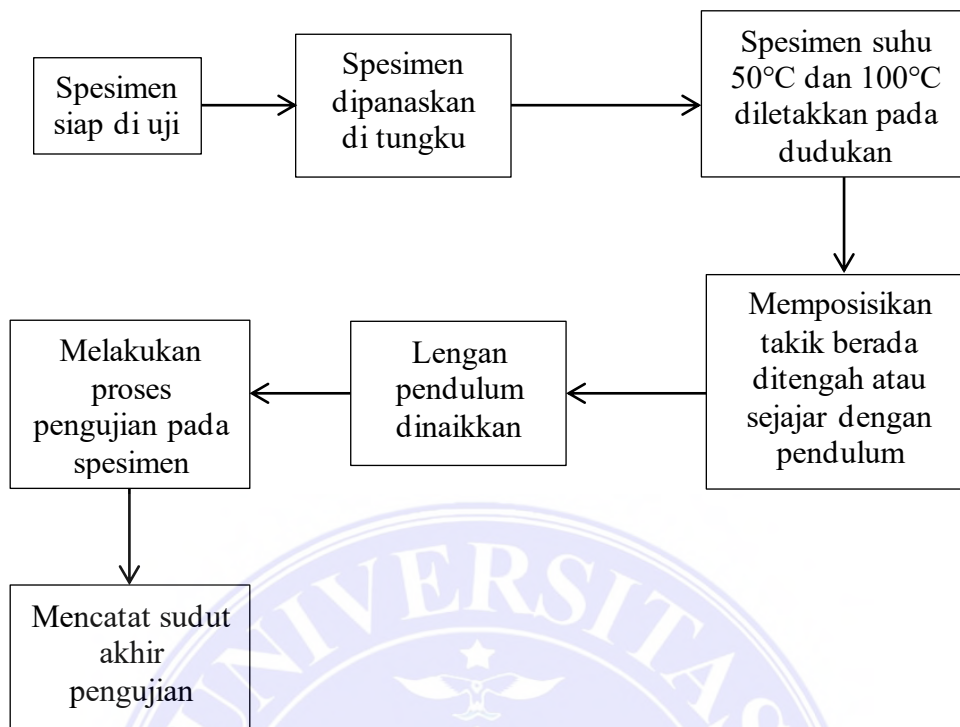 Spesimen
siap di uji
Spesimen
dipanaskan
di tungku
Spesimen suhu
50°C dan 100°C
diletakkan pada
dudukan
Memposisikan
takik berada
ditengah atau
sejajar dengan
pendulum
Lengan
pendulum
dinaikkan
Melakukan
proses
pengujian pada
spesimen
Mencatat sudut
akhir
pengujian
UNIVERSITAS